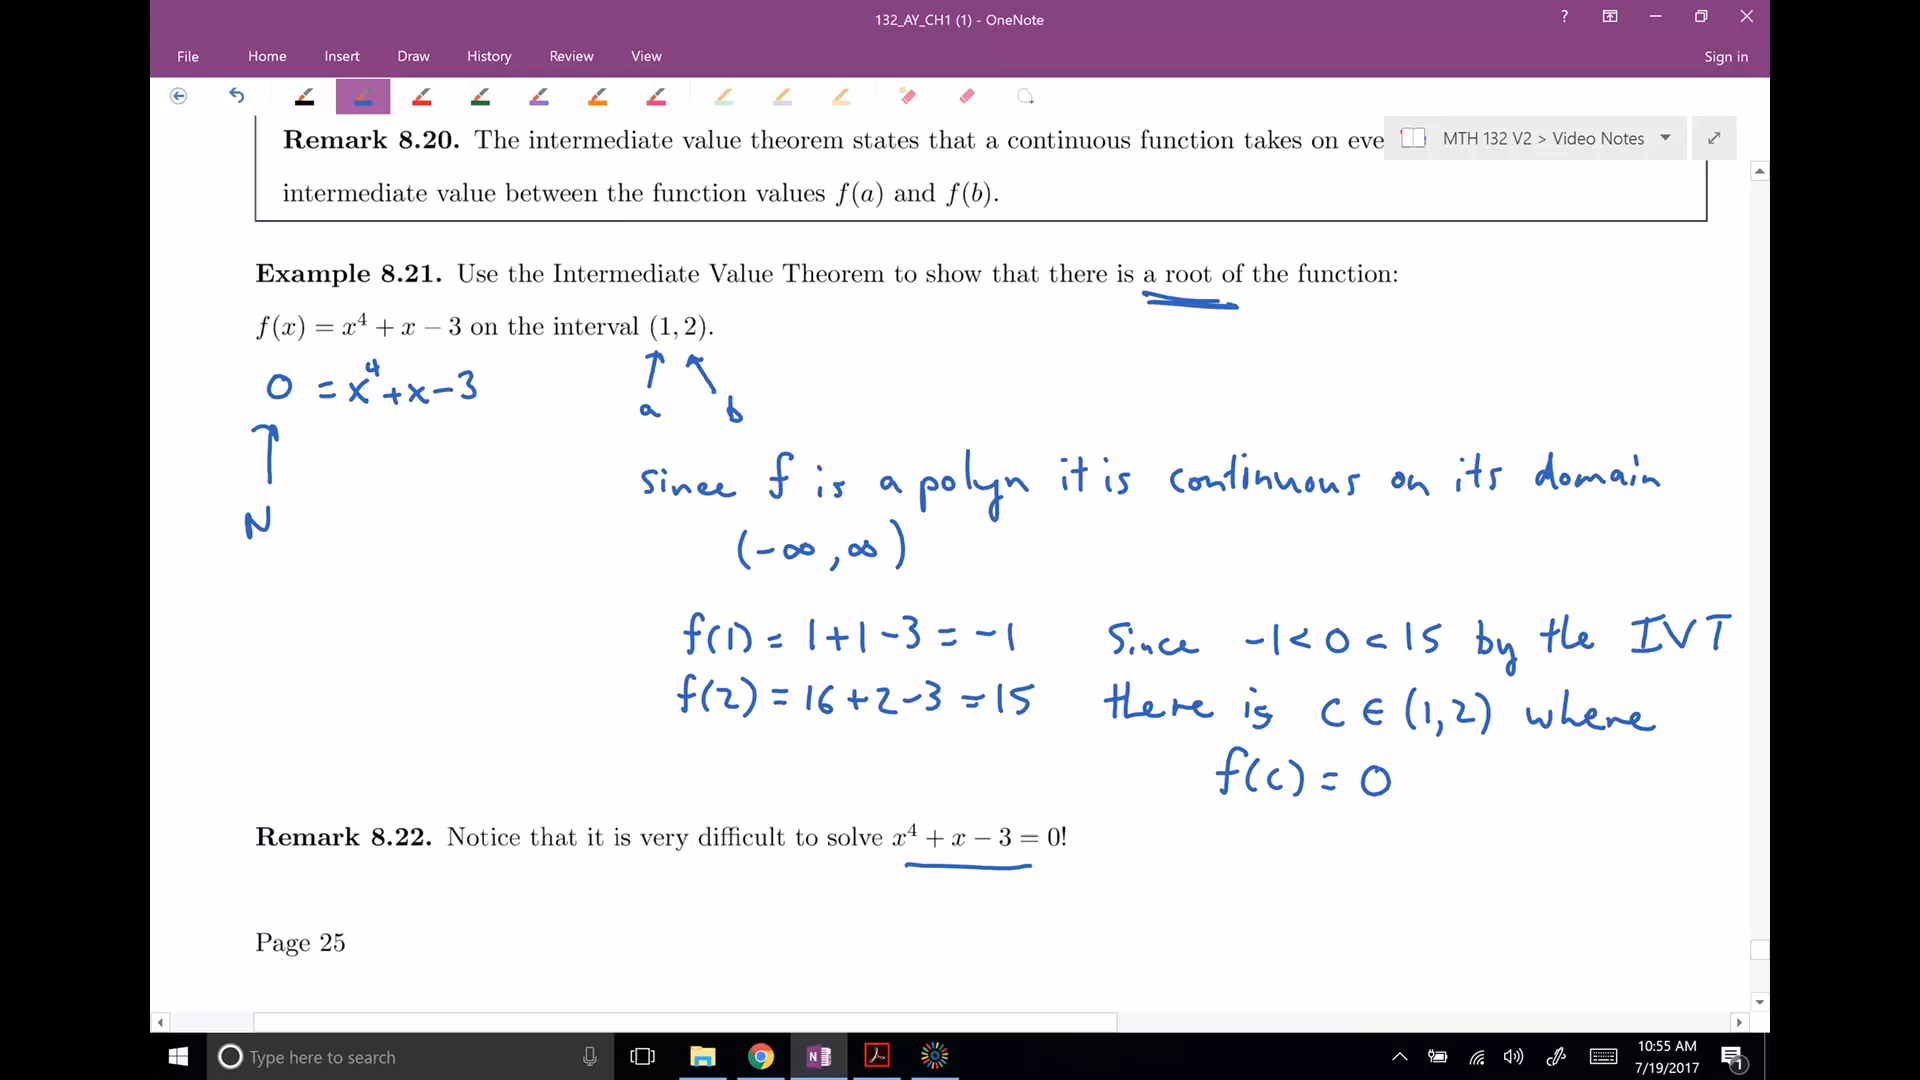 132_AY_CH1 (1) - OneNote
?
File Home Insert Draw History Review View Sign in
MTH 132 V2 > Video Notes
Remark 8.20. The intermediate value theorem states that a continuous function takes on eve
intermediate value between the function values f(a) and f(b).
Example 8.21. Use the Intermediate Value Theorem to show that there is a root of the function:
f(x) = x⁴ + x − 3 on the interval (1, 2).
0 = x⁴+x-3
a b
N
since f is a polyn it is continuous on its domain
(-∞, ∞)
f(1) = 1+1-3 = -1
f(2) = 16+2-3 = 15
Since -1<0<15 by the IVT
there is c ∈ (1,2) where
f(c) = 0
Remark 8.22. Notice that it is very difficult to solve x⁴ + x − 3 = 0!
Page 25
Type here to search
N
10:55 AM
7/19/2017
1